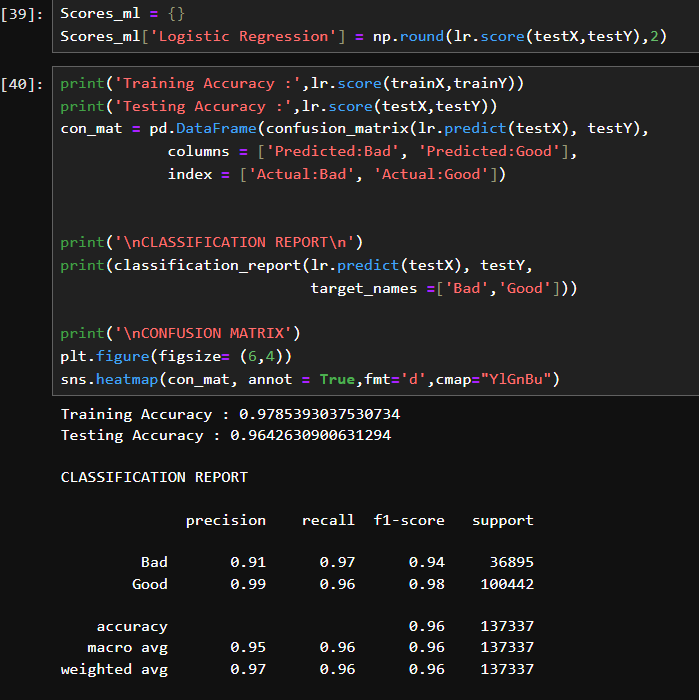 [39]: Scores_ml = {}
Scores_ml['Logistic Regression'] = np.round(lr.score(testX,testY),2)
[40]: print('Training Accuracy :',lr.score(trainX,trainY))
print('Testing Accuracy :',lr.score(testX,testY))
con_mat = pd.DataFrame(confusion_matrix(lr.predict(testX), testY),
columns = ['Predicted:Bad', 'Predicted:Good'],
index = ['Actual:Bad', 'Actual:Good'])
print('\nCLASSIFICATION REPORT\n')
print(classification_report(lr.predict(testX), testY,
target_names =['Bad','Good']))
print('\nCONFUSION MATRIX')
plt.figure(figsize= (6,4))
sns.heatmap(con_mat, annot = True,fmt='d',cmap="YlGnBu")
Training Accuracy : 0.9785393037530734
Testing Accuracy : 0.9642630900631294
CLASSIFICATION REPORT
precision recall f1-score support
Bad 0.91 0.97 0.94 36895
Good 0.99 0.96 0.98 100442
accuracy 0.96 137337
macro avg 0.95 0.96 0.96 137337
weighted avg 0.97 0.96 0.96 137337